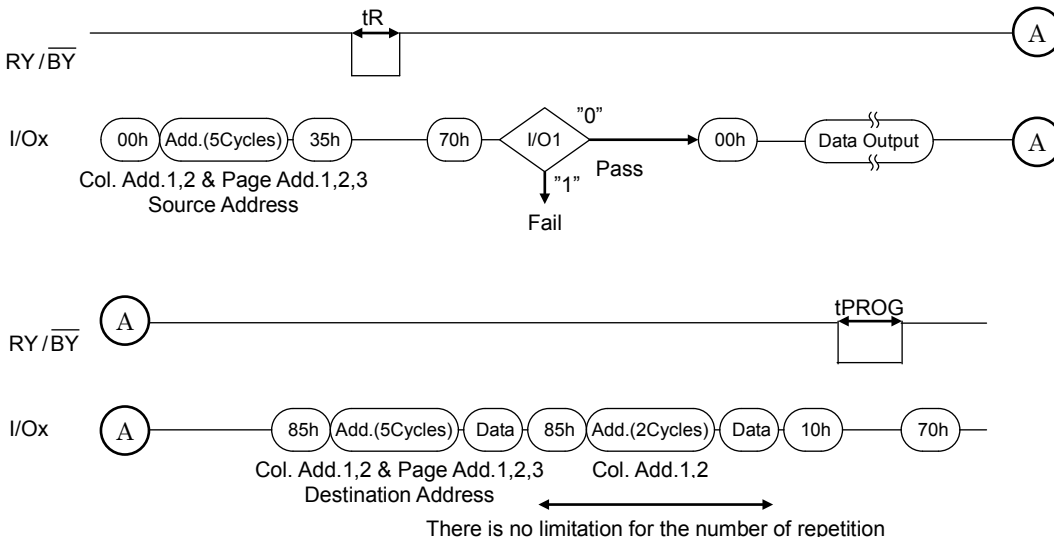 tR
RY/BY
A
I/Ox
00h Add.(5Cycles) 35h 70h I/O1 "0" 00h Data Output A
Pass
"1"
Fail
Col. Add.1,2 & Page Add.1,2,3
Source Address
A
tPROG
RY/BY
I/Ox
A 85h Add.(5Cycles) Data 85h Add.(2Cycles) Data 10h 70h
Col. Add.1,2 & Page Add.1,2,3 Col. Add.1,2
Destination Address
There is no limitation for the number of repetition